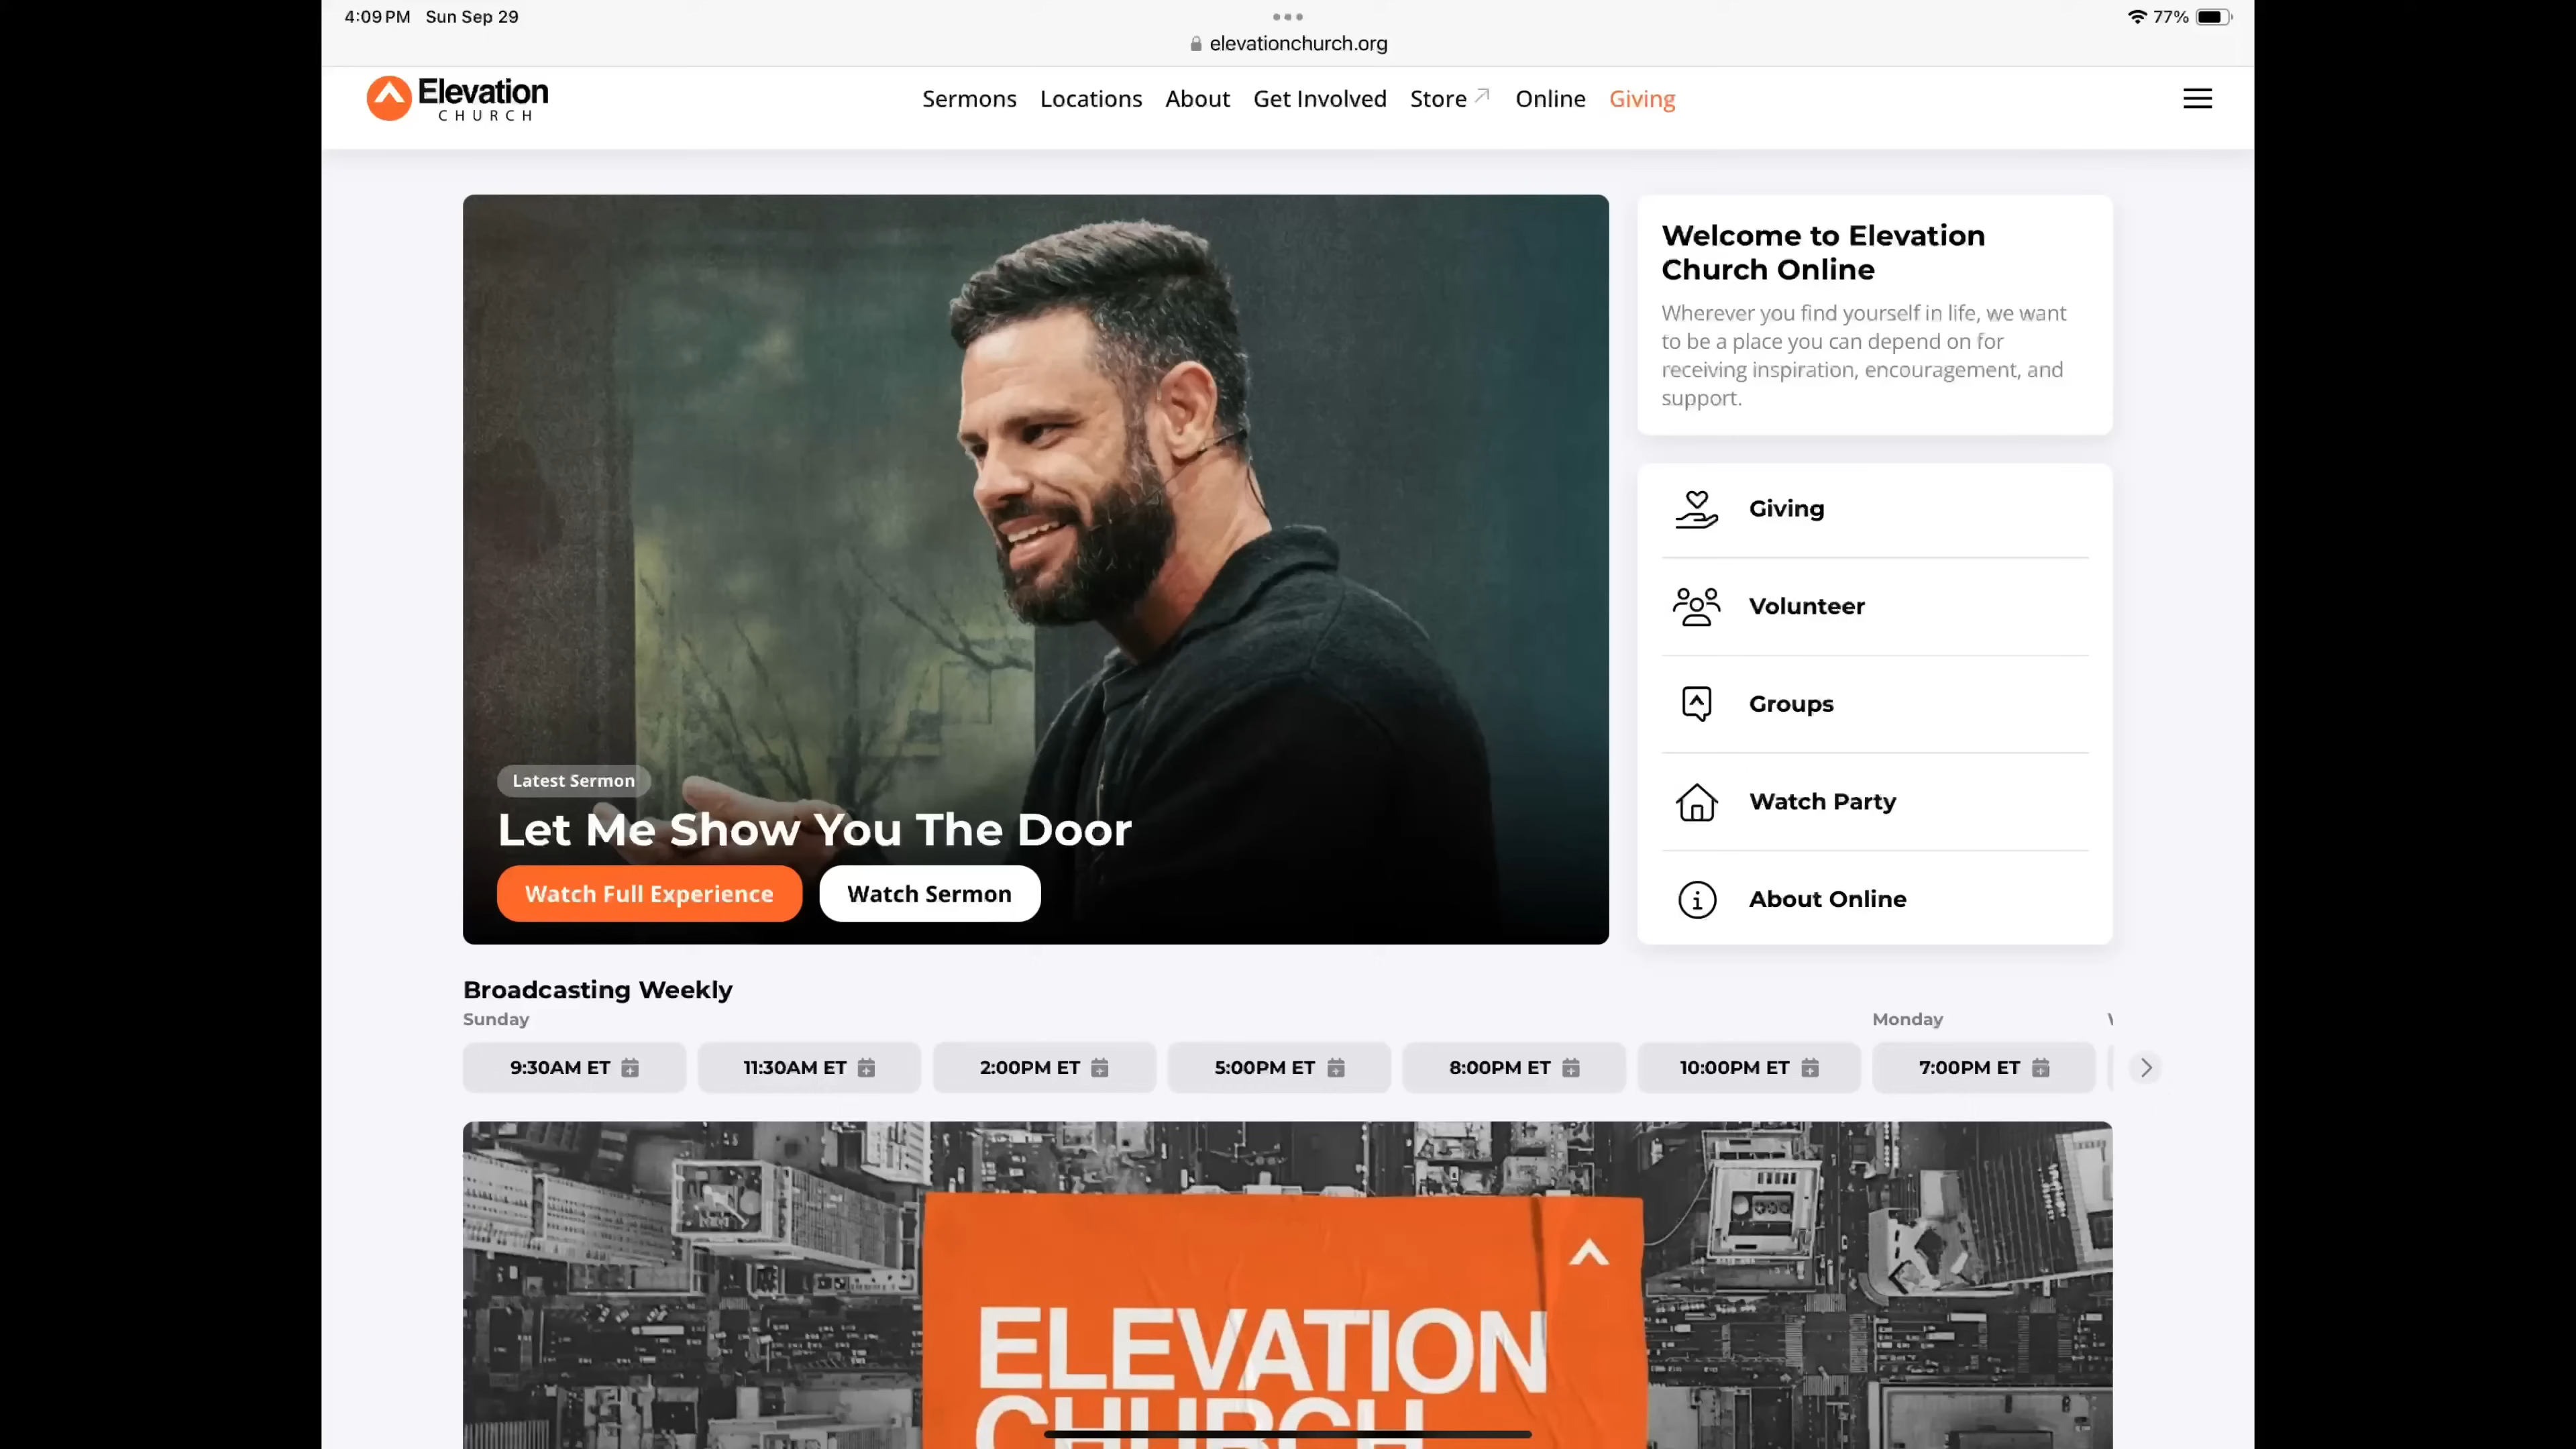 4:09 PM Sun Sep 29
77%
elevationchurch.org
Elevation
CHURCH
Sermons Locations About Get Involved Store Online Giving
Latest Sermon
Let Me Show You The Door
Watch Full Experience Watch Sermon
Welcome to Elevation
Church Online
Wherever you find yourself in life, we want
to be a place you can depend on for
receiving inspiration, encouragement, and
support.
Giving
Volunteer
Groups
Watch Party
About Online
Broadcasting Weekly
Sunday Monday
9:30AM ET 11:30AM ET 2:00PM ET 5:00PM ET 8:00PM ET 10:00PM ET 7:00PM ET
ELEVATION
CHURCH